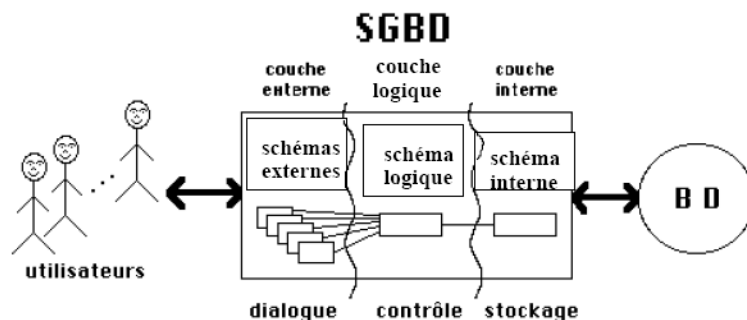 SGBD
couche
externe
couche
logique
couche
interne
schémas
externes
schéma
logique
schéma
interne
B D
utilisateurs
dialogue
contrôle
stockage